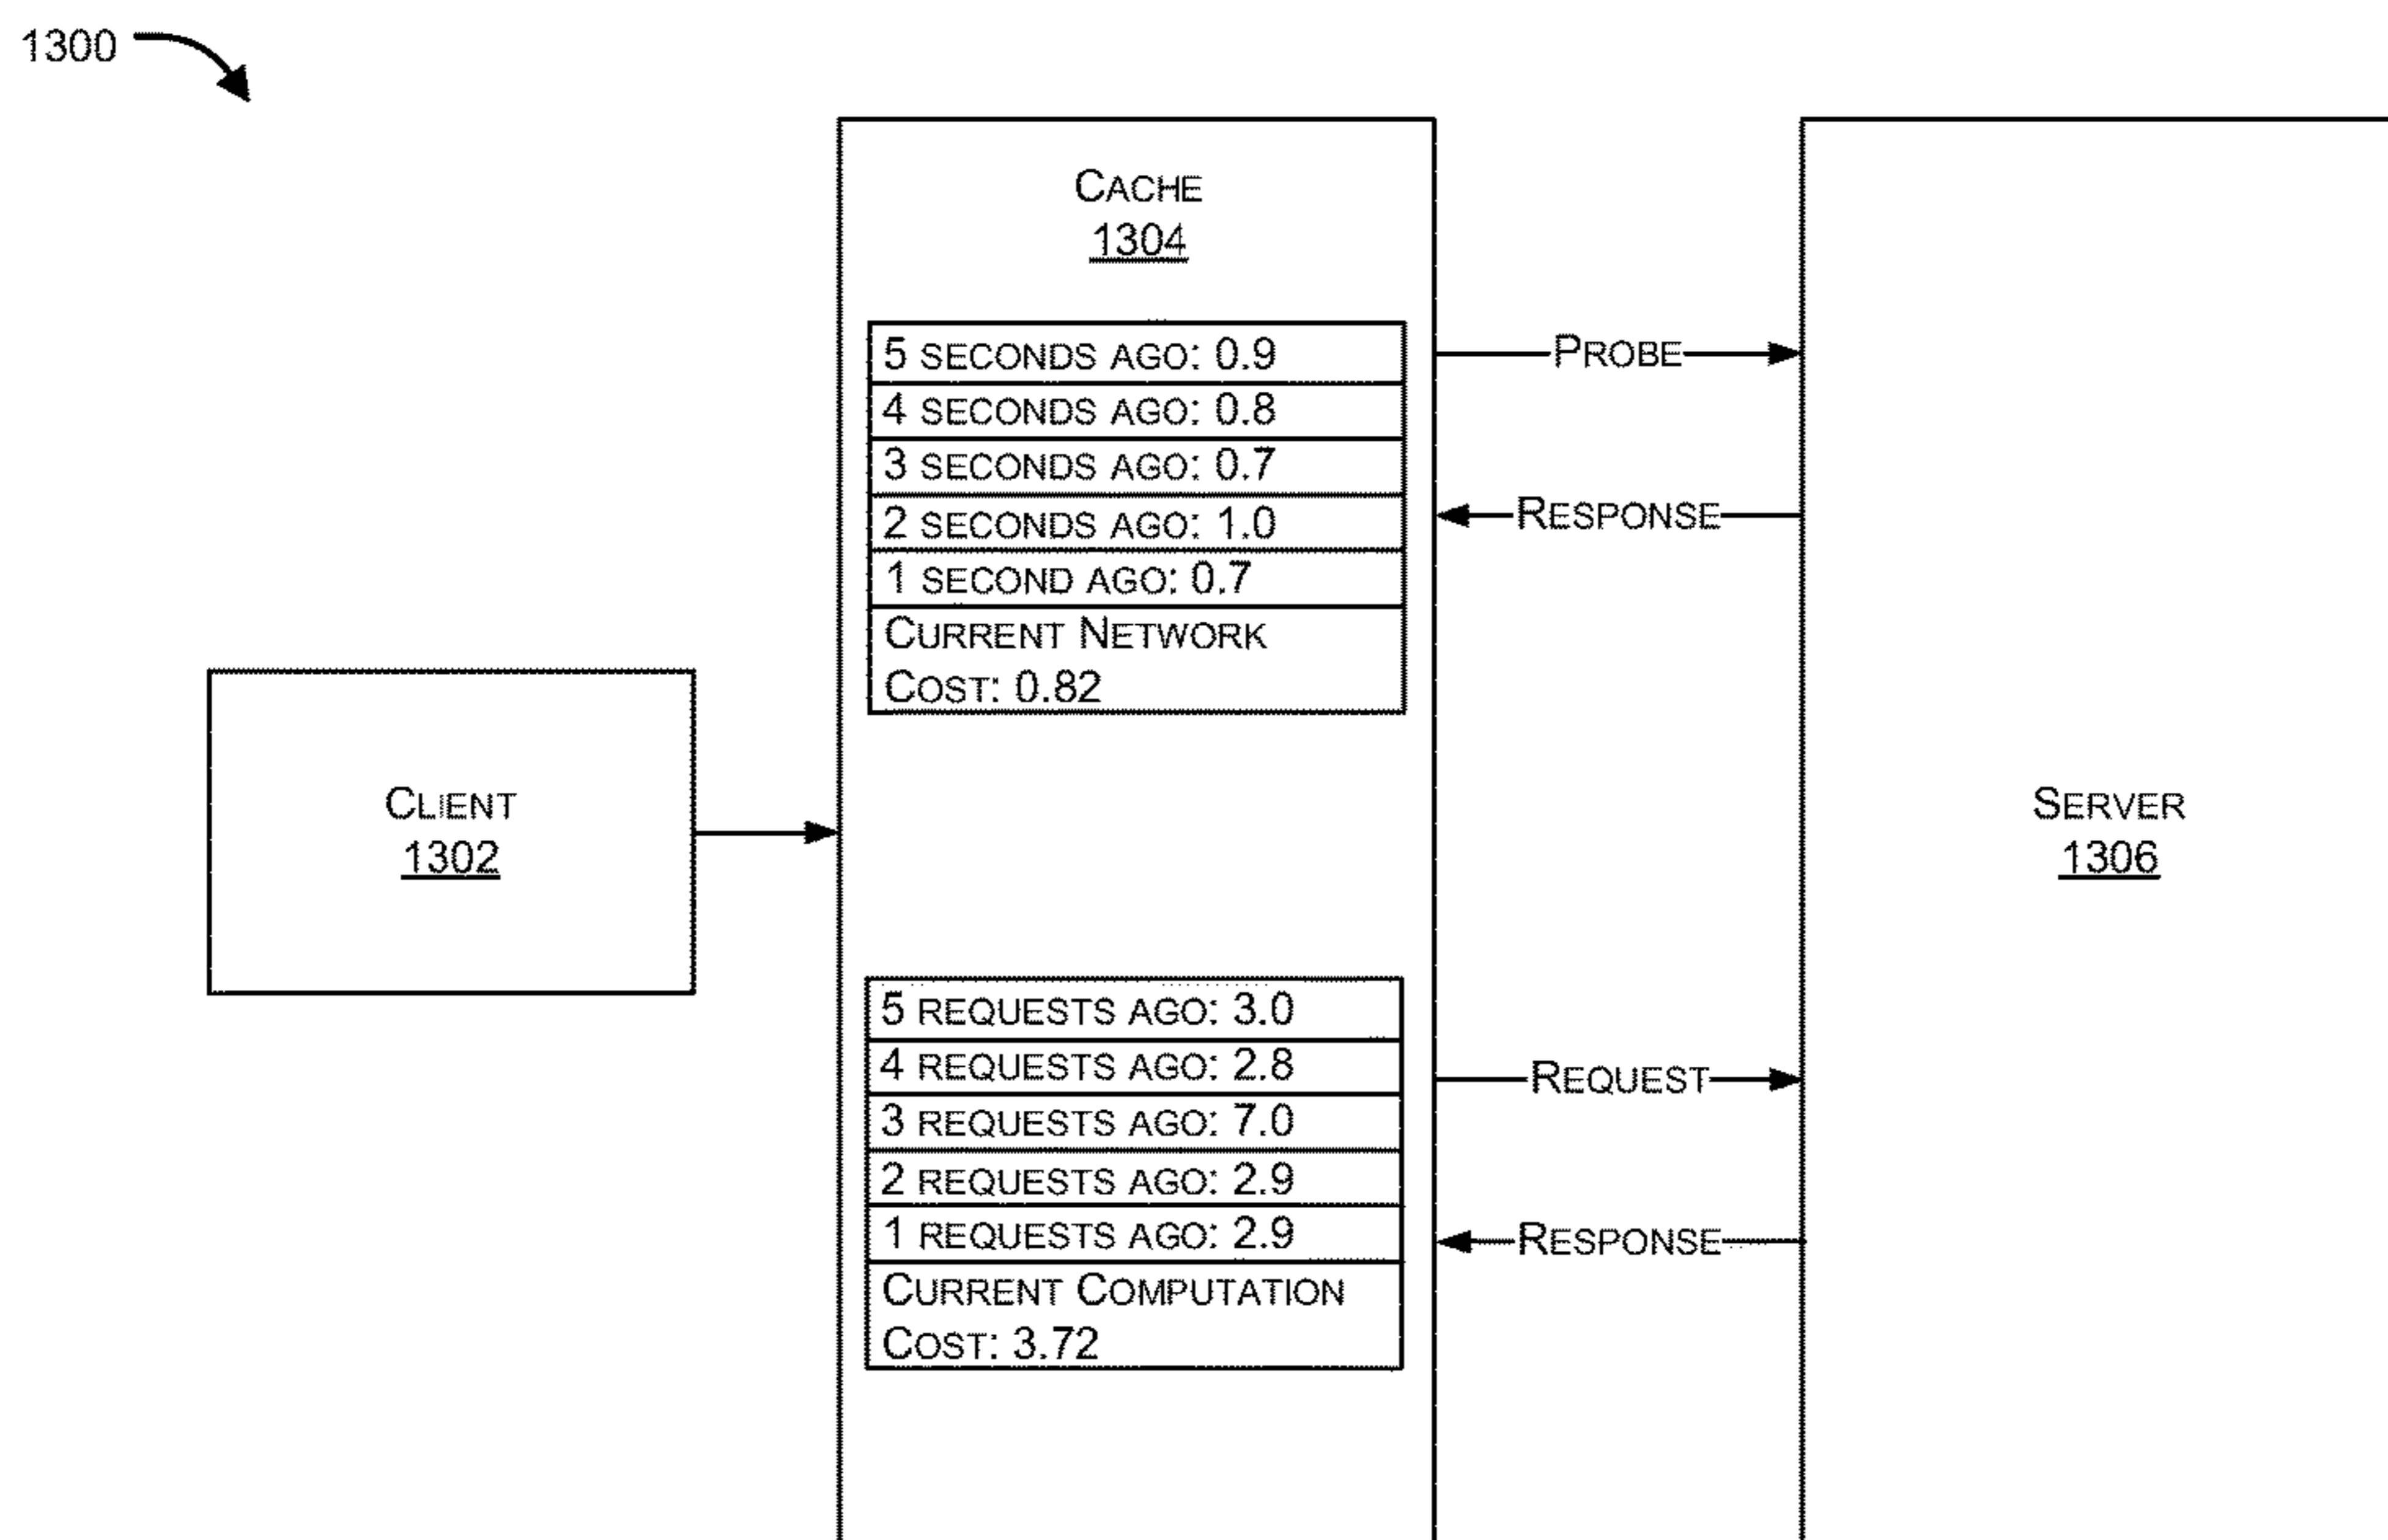 1300
CACHE
1304
5 SECONDS AGO: 0.9
4 SECONDS AGO: 0.8
3 SECONDS AGO: 0.7
2 SECONDS AGO: 1.0
1 SECOND AGO: 0.7
CURRENT NETWORK
COST: 0.82
PROBE
RESPONSE
CLIENT
1302
SERVER
1306
5 REQUESTS AGO: 3.0
4 REQUESTS AGO: 2.8
3 REQUESTS AGO: 7.0
2 REQUESTS AGO: 2.9
1 REQUESTS AGO: 2.9
CURRENT COMPUTATION
COST: 3.72
REQUEST
RESPONSE